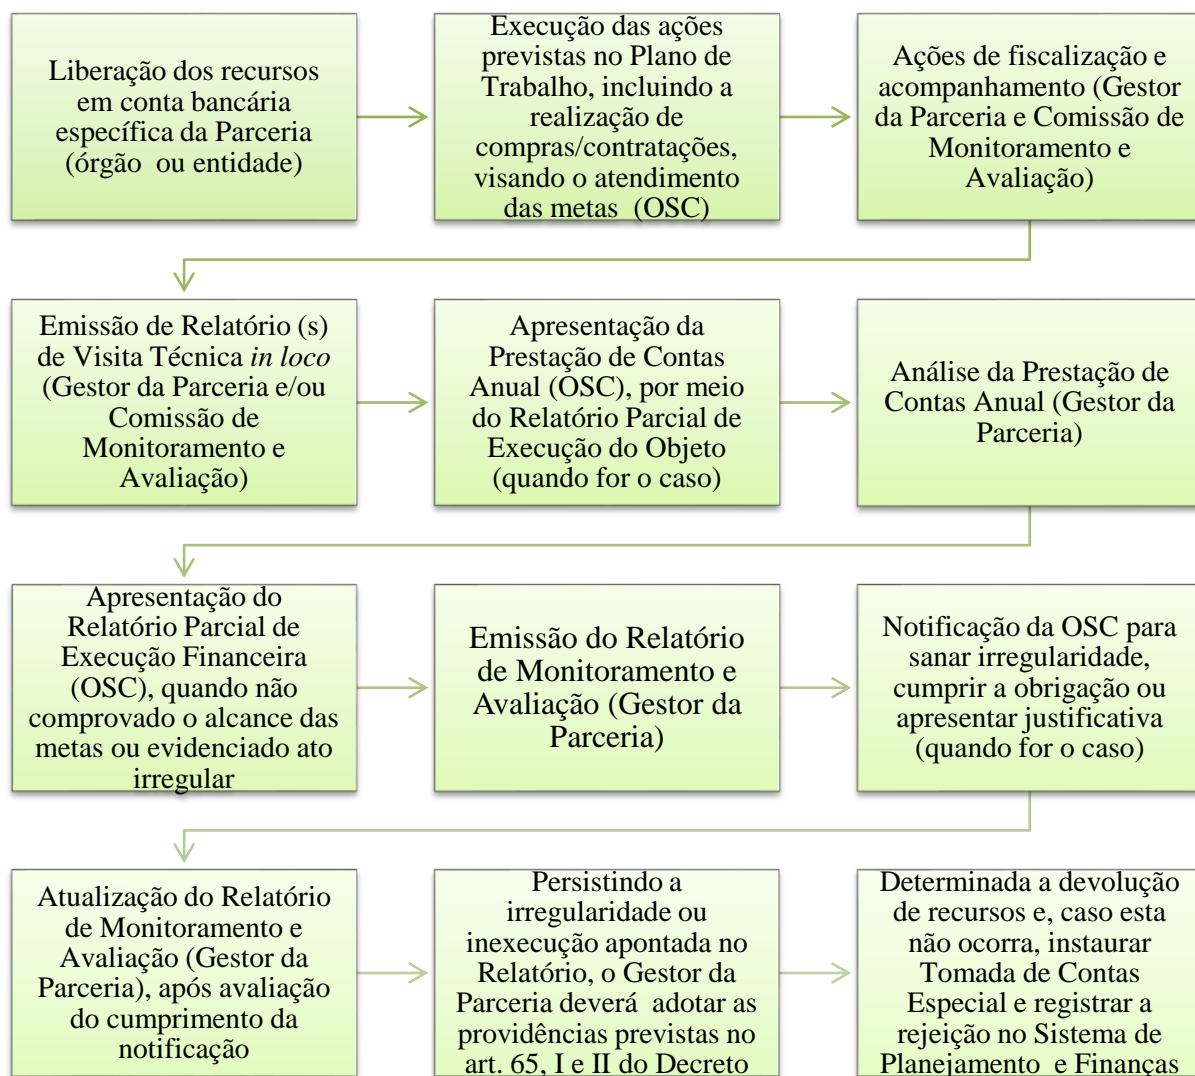 Liberação dos recursos
em conta bancária
específica da Parceria
(órgão ou entidade)
Execução das ações
previstas no Plano de
Trabalho, incluindo a
realização de
compras/contratações,
visando o atendimento
das metas (OSC)
Ações de fiscalização e
acompanhamento (Gestor
da Parceria e Comissão de
Monitoramento e
Avaliação)
Emissão de Relatório (s)
de Visita Técnica in loco
(Gestor da Parceria e/ou
Comissão de
Monitoramento e
Avaliação)
Apresentação da
Prestação de Contas
Anual (OSC), por meio
do Relatório Parcial de
Execução do Objeto
(quando for o caso)
Análise da Prestação de
Contas Anual (Gestor da
Parceria)
Apresentação do
Relatório Parcial de
Execução Financeira
(OSC), quando não
comprovado o alcance das
metas ou evidenciado ato
irregular
Emissão do Relatório
de Monitoramento e
Avaliação (Gestor da
Parceria)
Notificação da OSC para
sanar irregularidade,
cumprir a obrigação ou
apresentar justificativa
(quando for o caso)
Atualização do Relatório
de Monitoramento e
Avaliação (Gestor da
Parceria), após avaliação
do cumprimento da
notificação
Persistindo a
irregularidade ou
inexecução apontada no
Relatório, o Gestor da
Parceria deverá adotar as
providências previstas no
art. 65, I e II do Decreto
Determinada a devolução
de recursos e, caso esta
não ocorra, instaurar
Tomada de Contas
Especial e registrar a
rejeição no Sistema de
Planejamento e Finanças